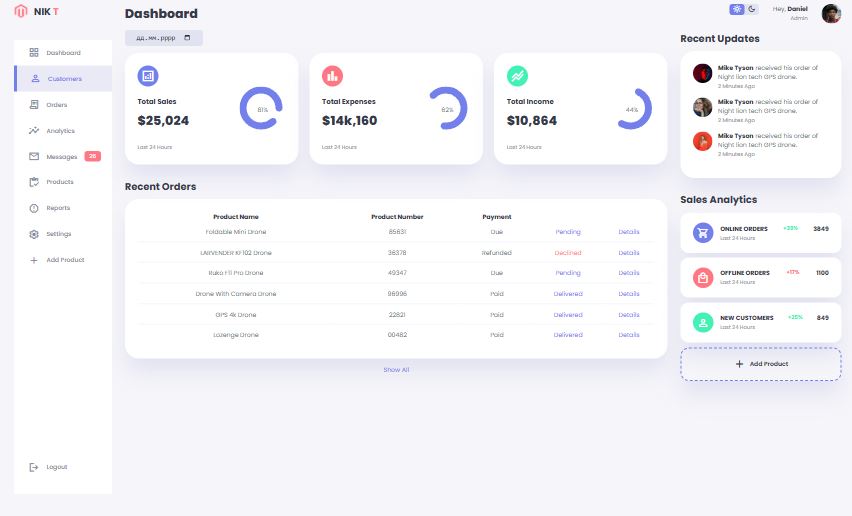 NIK T
Dashboard
Customers
Orders
Analytics
Messages 26
Products
Reports
Settings
Add Product
Logout
Dashboard
дд.мм.гггг
Total Sales
$25,024
81%
Last 24 Hours
Total Expenses
$14k,160
62%
Last 24 Hours
Total Income
$10,864
44%
Last 24 Hours
Recent Orders
Product Name Product Number Payment
Foldable Mini Drone 85631 Due Pending Details
LARVENDER KF102 Drone 36378 Refunded Declined Details
Ruko F11 Pro Drone 49347 Due Pending Details
Drone With Camera Drone 96996 Paid Delivered Details
GPS 4k Drone 22821 Paid Delivered Details
Lozenge Drone 00482 Paid Delivered Details
Show All
Hey, Daniel
Admin
Recent Updates
Mike Tyson received his order of
Night lion tech GPS drone.
2 Minutes Ago
Mike Tyson received his order of
Night lion tech GPS drone.
2 Minutes Ago
Mike Tyson received his order of
Night lion tech GPS drone.
2 Minutes Ago
Sales Analytics
ONLINE ORDERS +39% 3849
Last 24 Hours
OFFLINE ORDERS +17% 1100
Last 24 Hours
NEW CUSTOMERS +25% 849
Last 24 Hours
Add Product